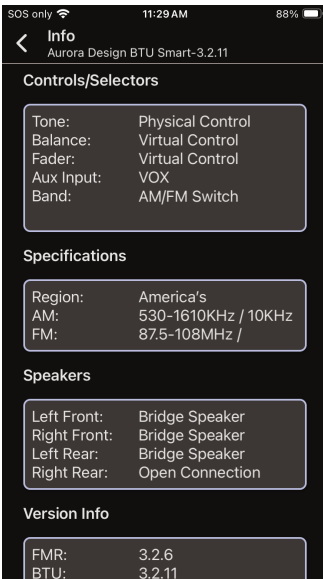 SOS only 11:29 AM 88%
Info
Aurora Design BTU Smart-3.2.11
Controls/Selectors
Tone: Physical Control
Balance: Virtual Control
Fader: Virtual Control
Aux Input: VOX
Band: AM/FM Switch
Specifications
Region: America's
AM: 530-1610KHz / 10KHz
FM: 87.5-108MHz /
Speakers
Left Front: Bridge Speaker
Right Front: Bridge Speaker
Left Rear: Bridge Speaker
Right Rear: Open Connection
Version Info
FMR: 3.2.6
BTU: 3.2.11